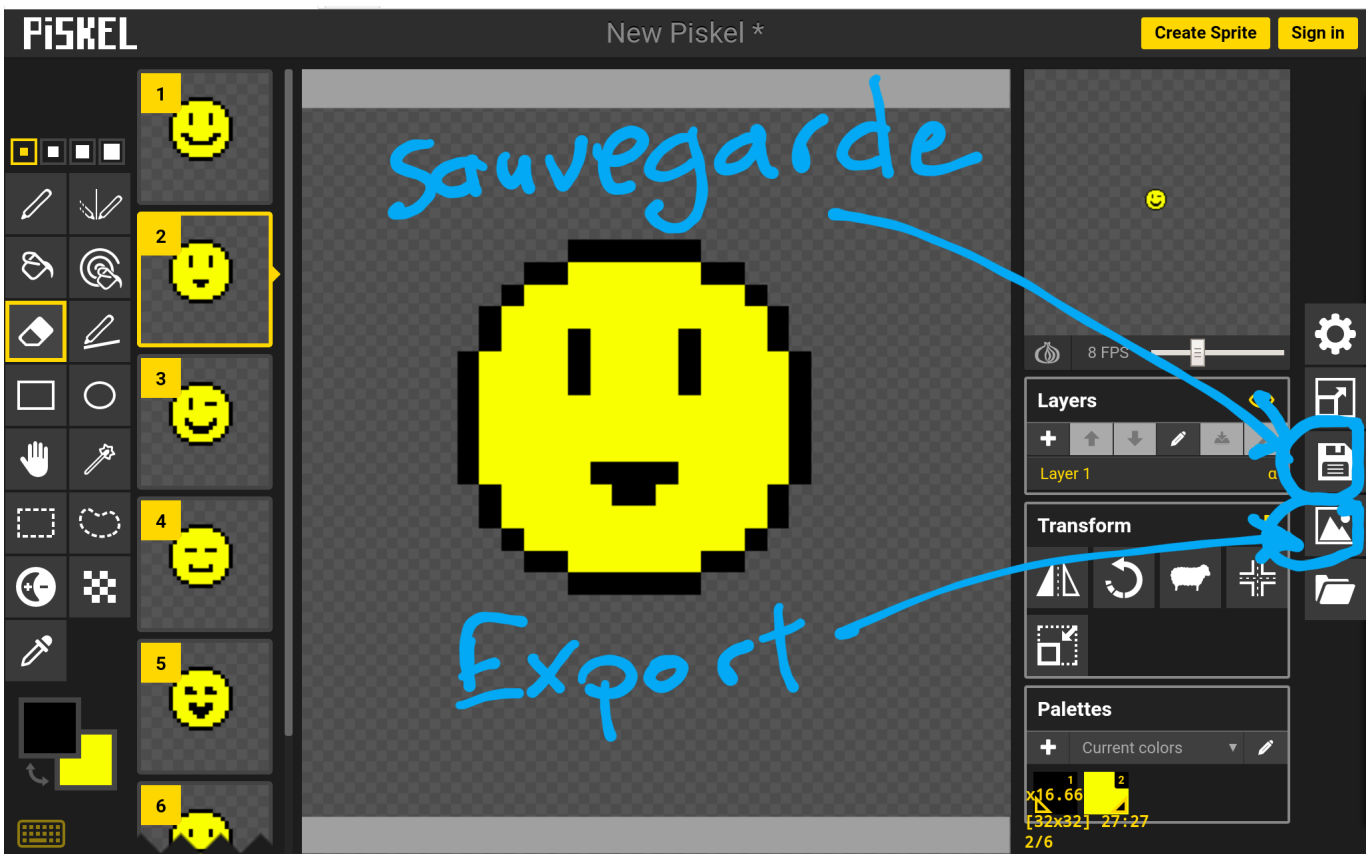 PiSKEL
New Piskel *
Create Sprite
Sign in
1
2
3
4
5
6
Sauvegarde
Export
8 FPS
Layers
Layer 1
α
Transform
Palettes
Current colors
1
2
x16.66
[32x32] 27:27
2/6